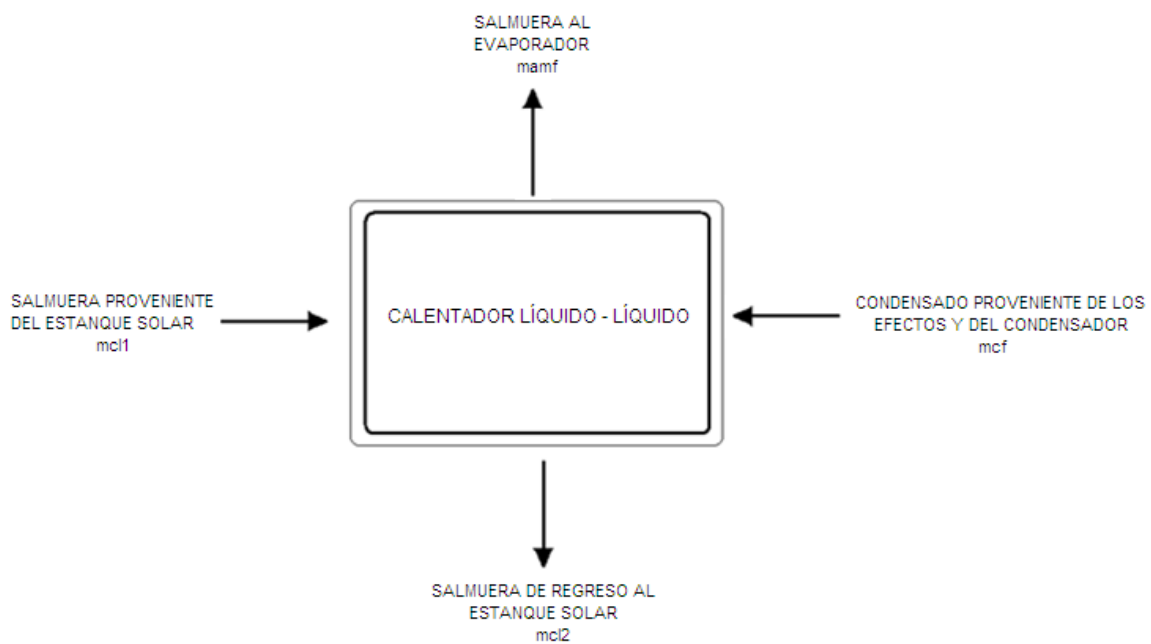 SALMUERA AL
EVAPORADOR
mamf
SALMUERA PROVENIENTE
DEL ESTANQUE SOLAR
mcl1
CALENTADOR LÍQUIDO - LÍQUIDO
CONDENSADO PROVENIENTE DE LOS
EFECTOS Y DEL CONDENSADOR
mcf
SALMUERA DE REGRESO AL
ESTANQUE SOLAR
mcl2